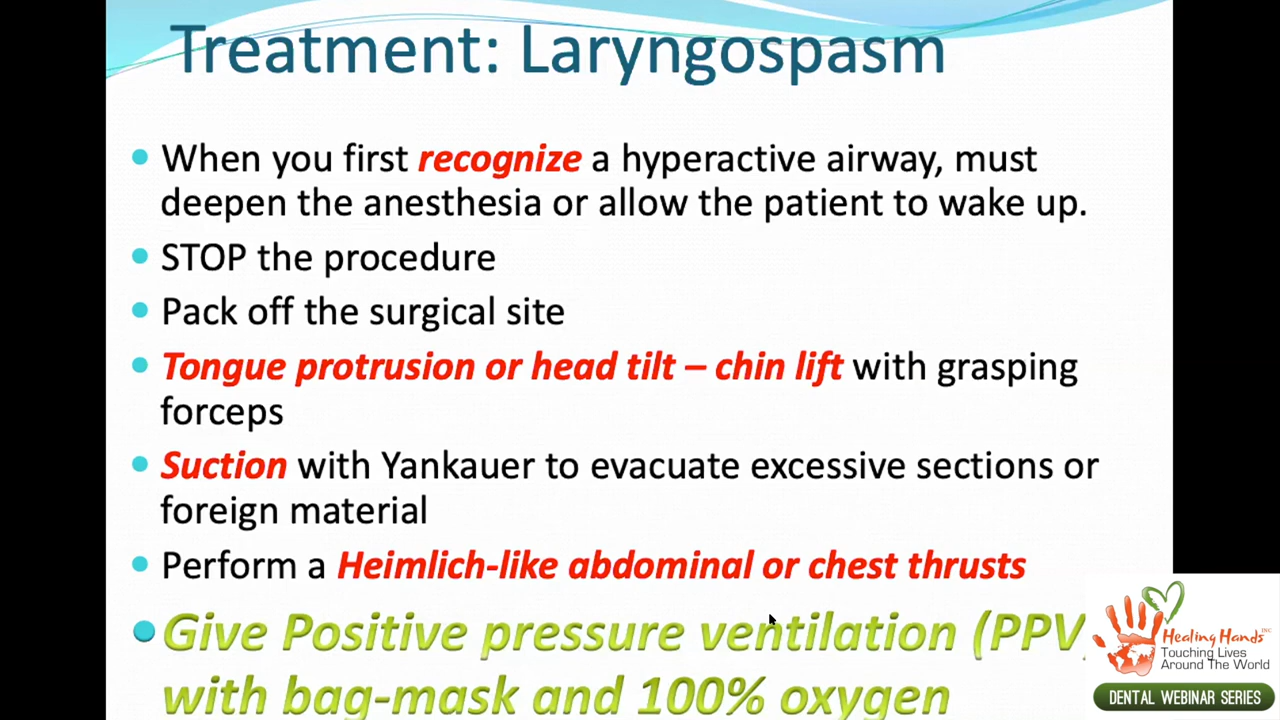 Treatment: Laryngospasm
When you first recognize a hyperactive airway, must
deepen the anesthesia or allow the patient to wake up.
STOP the procedure
Pack off the surgical site
Tongue protrusion or head tilt – chin lift with grasping
forceps
Suction with Yankauer to evacuate excessive sections or
foreign material
Perform a Heimlich-like abdominal or chest thrusts
Give Positive pressure ventilation (PPV)
with bag-mask and 100% oxygen
Healing Hands INC
Touching Lives
Around The World
DENTAL WEBINAR SERIES